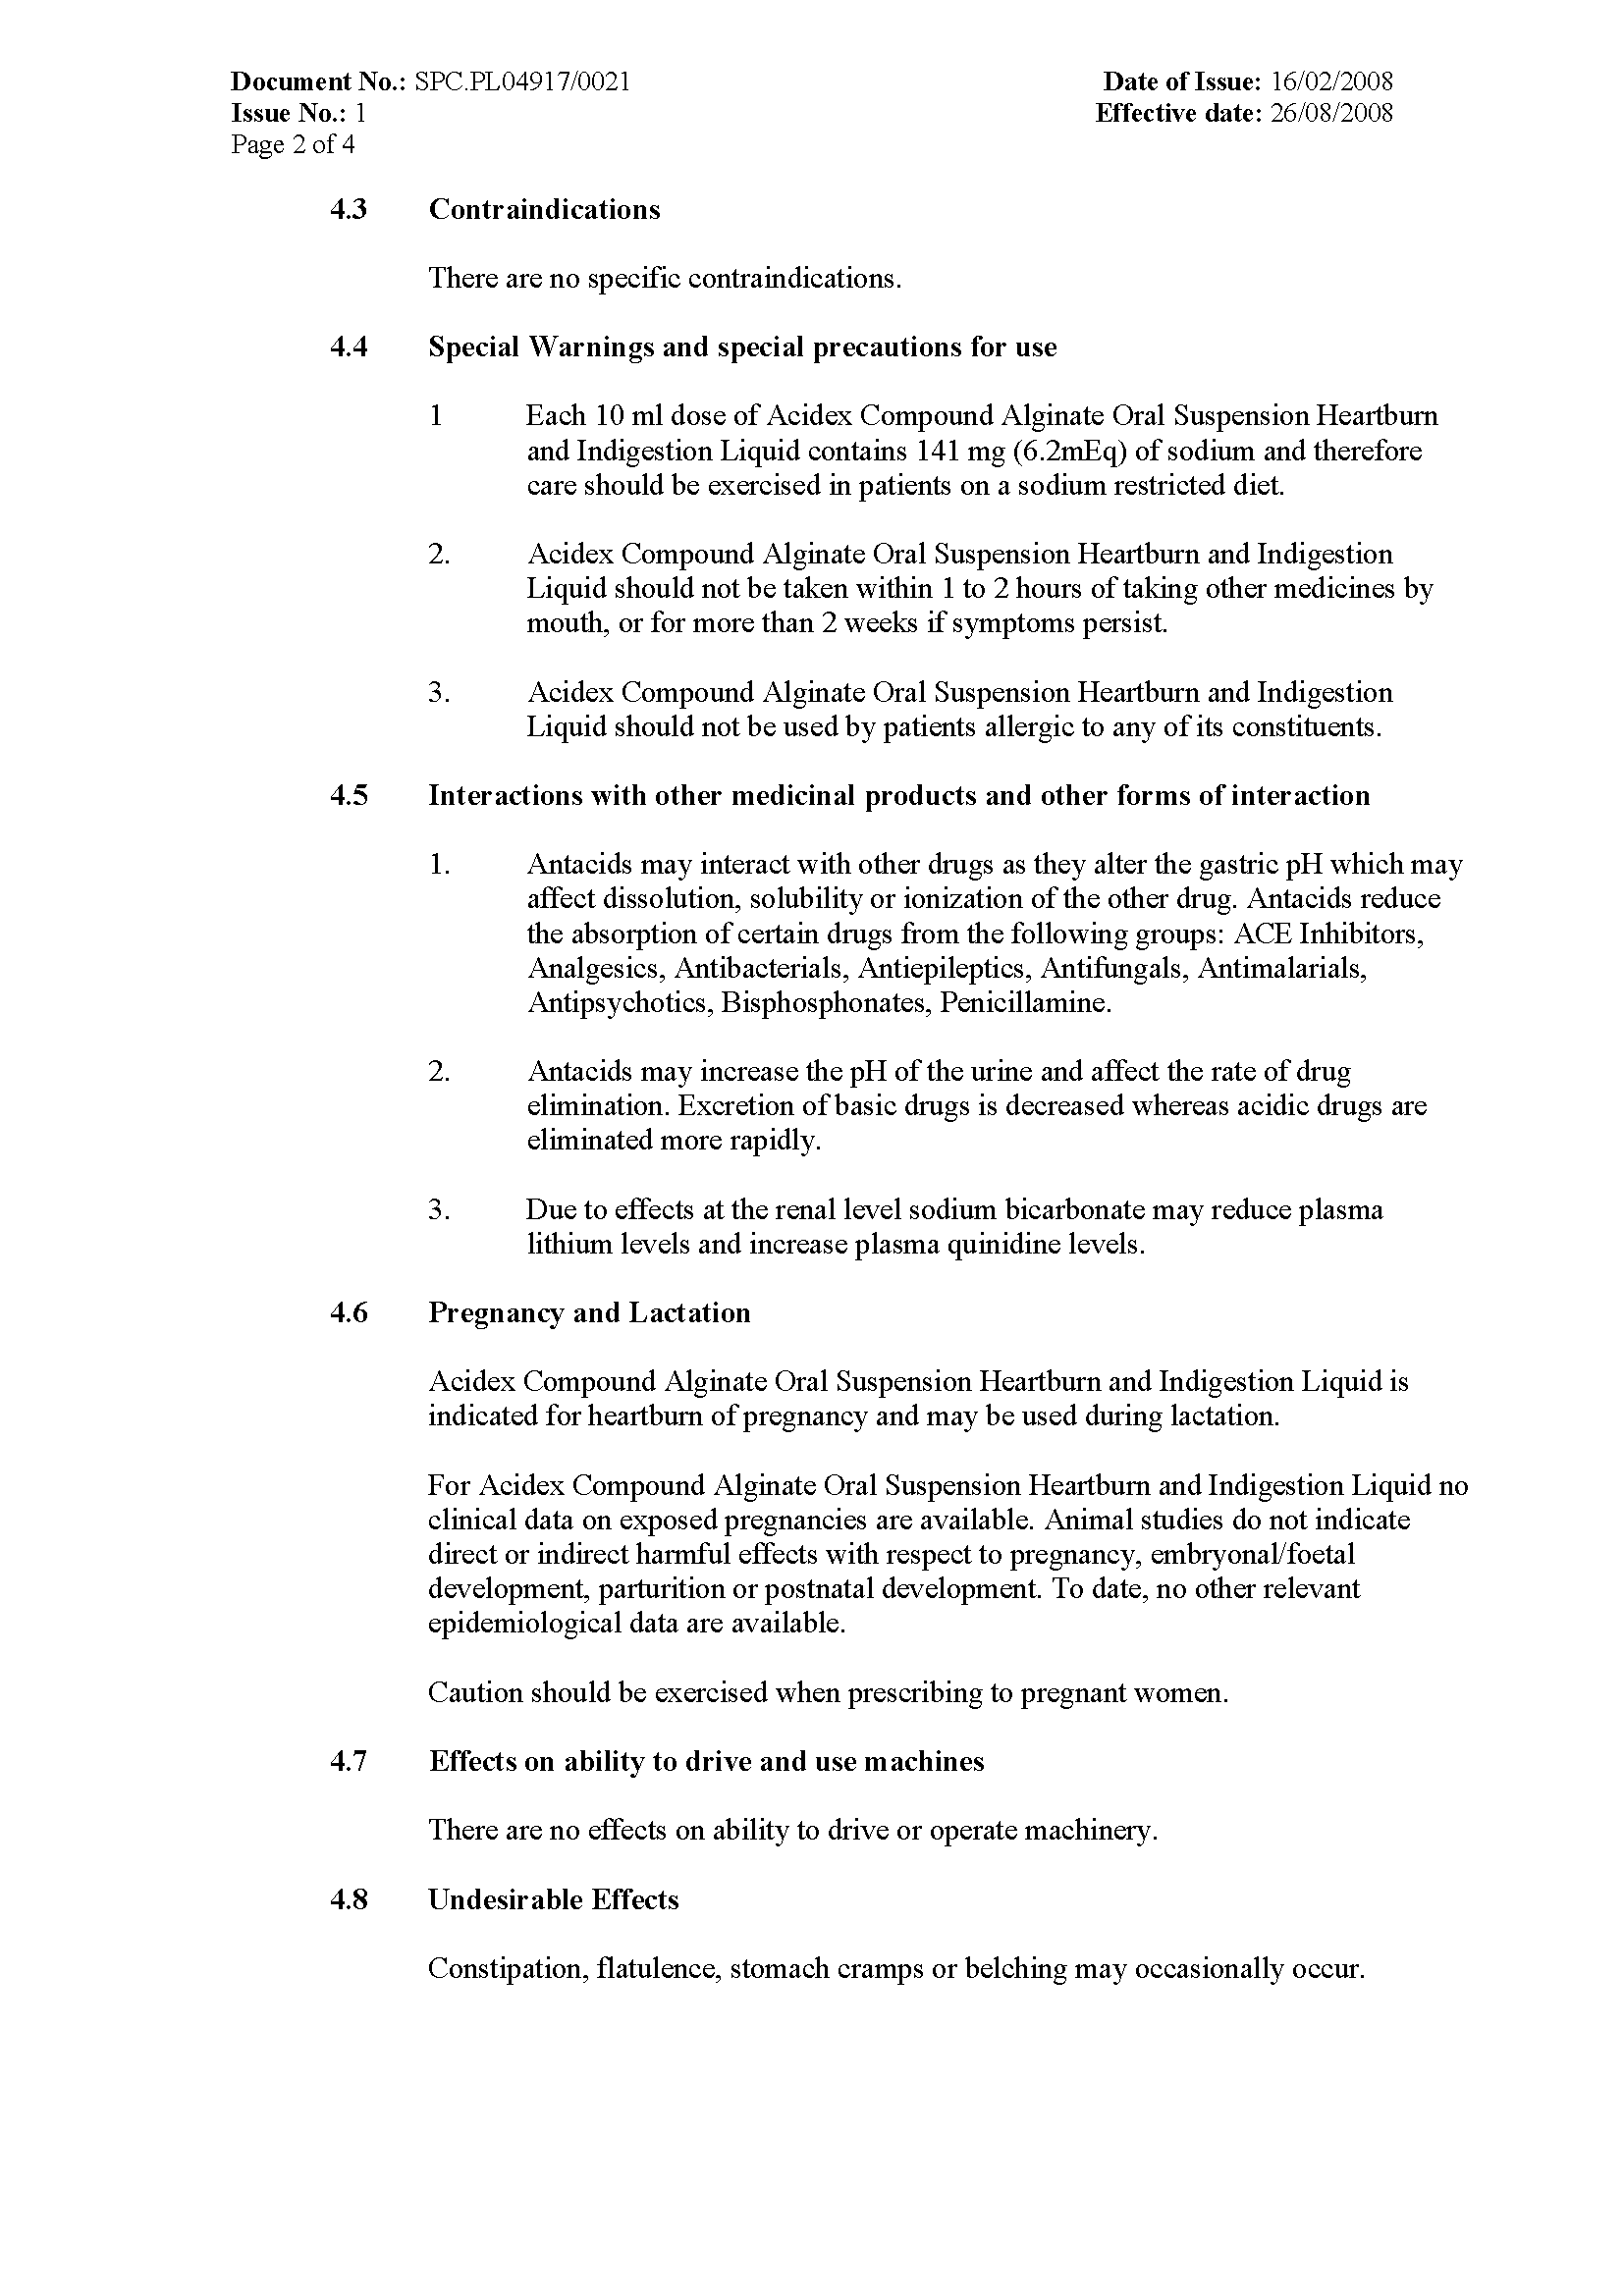 Document No.: SPC.PL04917/0021 Date of Issue: 16/02/2008
Issue No.: 1 Effective date: 26/08/2008
Page 2 of 4
4.3 Contraindications
There are no specific contraindications.
4.4 Special Warnings and special precautions for use
1 Each 10 ml dose of Acidex Compound Alginate Oral Suspension Heartburn
and Indigestion Liquid contains 141 mg (6.2mEq) of sodium and therefore
care should be exercised in patients on a sodium restricted diet.
2. Acidex Compound Alginate Oral Suspension Heartburn and Indigestion
Liquid should not be taken within 1 to 2 hours of taking other medicines by
mouth, or for more than 2 weeks if symptoms persist.
3. Acidex Compound Alginate Oral Suspension Heartburn and Indigestion
Liquid should not be used by patients allergic to any of its constituents.
4.5 Interactions with other medicinal products and other forms of interaction
1. Antacids may interact with other drugs as they alter the gastric pH which may
affect dissolution, solubility or ionization of the other drug. Antacids reduce
the absorption of certain drugs from the following groups: ACE Inhibitors,
Analgesics, Antibacterials, Antiepileptics, Antifungals, Antimalarials,
Antipsychotics, Bisphosphonates, Penicillamine.
2. Antacids may increase the pH of the urine and affect the rate of drug
elimination. Excretion of basic drugs is decreased whereas acidic drugs are
eliminated more rapidly.
3. Due to effects at the renal level sodium bicarbonate may reduce plasma
lithium levels and increase plasma quinidine levels.
4.6 Pregnancy and Lactation
Acidex Compound Alginate Oral Suspension Heartburn and Indigestion Liquid is
indicated for heartburn of pregnancy and may be used during lactation.
For Acidex Compound Alginate Oral Suspension Heartburn and Indigestion Liquid no
clinical data on exposed pregnancies are available. Animal studies do not indicate
direct or indirect harmful effects with respect to pregnancy, embryonal/foetal
development, parturition or postnatal development. To date, no other relevant
epidemiological data are available.
Caution should be exercised when prescribing to pregnant women.
4.7 Effects on ability to drive and use machines
There are no effects on ability to drive or operate machinery.
4.8 Undesirable Effects
Constipation, flatulence, stomach cramps or belching may occasionally occur.